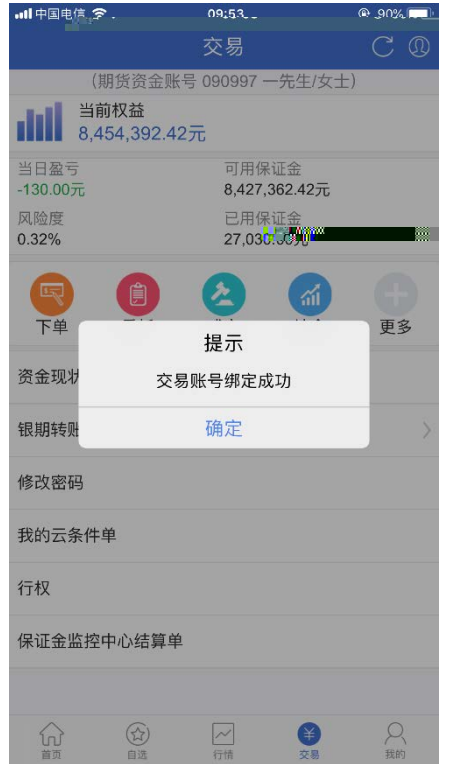 中国电信 09:53 90%
交易
(期货资金账号 090997 一先生/女士)
当前权益
8,454,392.42元
当日盈亏 可用保证金
-130.00元 8,427,362.42元
风险度 已用保证金
0.32%
下单 更多
提示
资金现状 交易账号绑定成功
银期转账 确定
修改密码
我的云条件单
行权
保证金监控中心结算单
首页 自选 行情 交易 我的